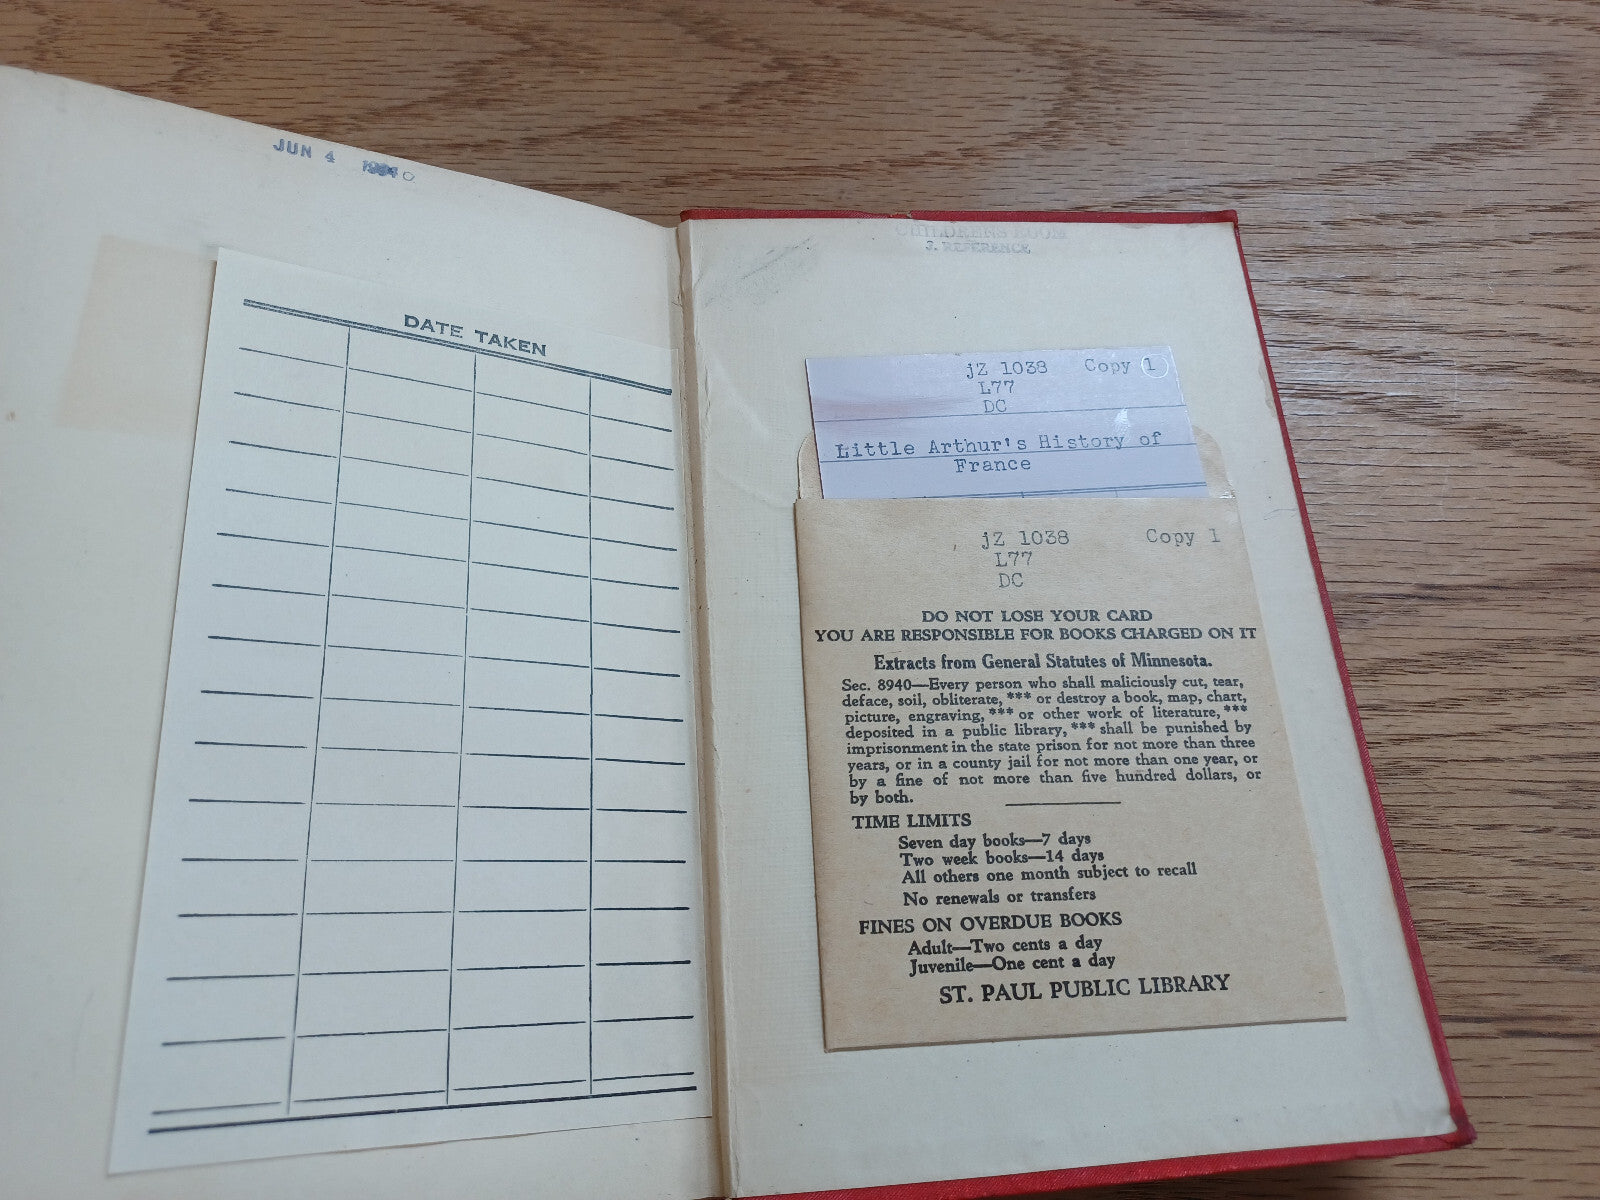 JUN 4
DATE TAKEN
CHILDREN'S ROOM
J. REFERENCE
jZ 1038 Copy 1
L77
DC
Little Arthur's History of
France
jZ 1038 Copy 1
L77
DC
DO NOT LOSE YOUR CARD
YOU ARE RESPONSIBLE FOR BOOKS CHARGED ON IT
Extracts from General Statutes of Minnesota.
Sec. 8940—Every person who shall maliciously cut, tear,
deface, soil, obliterate, *** or destroy a book, map, chart,
picture, engraving, *** or other work of literature, ***
deposited in a public library, *** shall be punished by
imprisonment in the state prison for not more than three
years, or in a county jail for not more than one year, or
by a fine of not more than five hundred dollars, or
by both.
TIME LIMITS
Seven day books—7 days
Two week books—14 days
All others one month subject to recall
No renewals or transfers
FINES ON OVERDUE BOOKS
Adult—Two cents a day
Juvenile—One cent a day
ST. PAUL PUBLIC LIBRARY